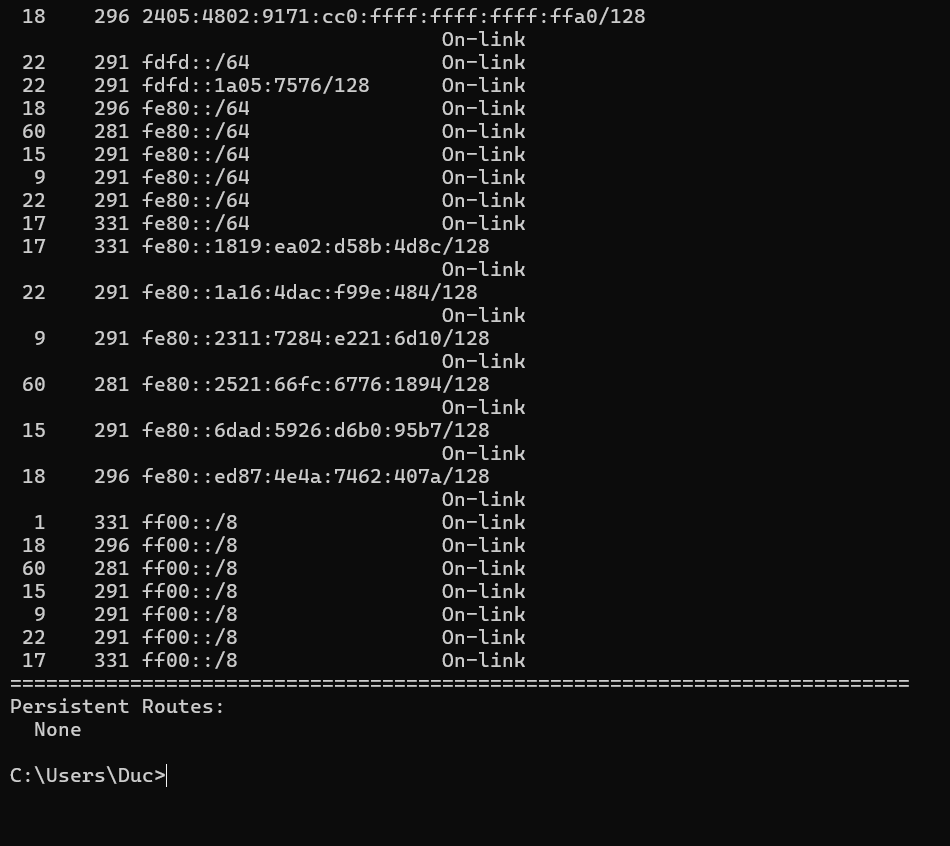 18    296 2405:4802:9171:cc0:ffff:ffff:ffff:ffa0/128
On-link
22    291 fdfd::/64                On-link
22    291 fdfd::1a05:7576/128      On-link
18    296 fe80::/64                On-link
60    281 fe80::/64                On-link
15    291 fe80::/64                On-link
9    291 fe80::/64                On-link
22    291 fe80::/64                On-link
17    331 fe80::/64                On-link
17    331 fe80::1819:ea02:d58b:4d8c/128
On-link
22    291 fe80::1a16:4dac:f99e:484/128
On-link
9    291 fe80::2311:7284:e221:6d10/128
On-link
60    281 fe80::2521:66fc:6776:1894/128
On-link
15    291 fe80::6dad:5926:d6b0:95b7/128
On-link
18    296 fe80::ed87:4e4a:7462:407a/128
On-link
1    331 ff00::/8                 On-link
18    296 ff00::/8                 On-link
60    281 ff00::/8                 On-link
15    291 ff00::/8                 On-link
9    291 ff00::/8                 On-link
22    291 ff00::/8                 On-link
17    331 ff00::/8                 On-link
===========================================================================
Persistent Routes:
None
C:\Users\Duc>